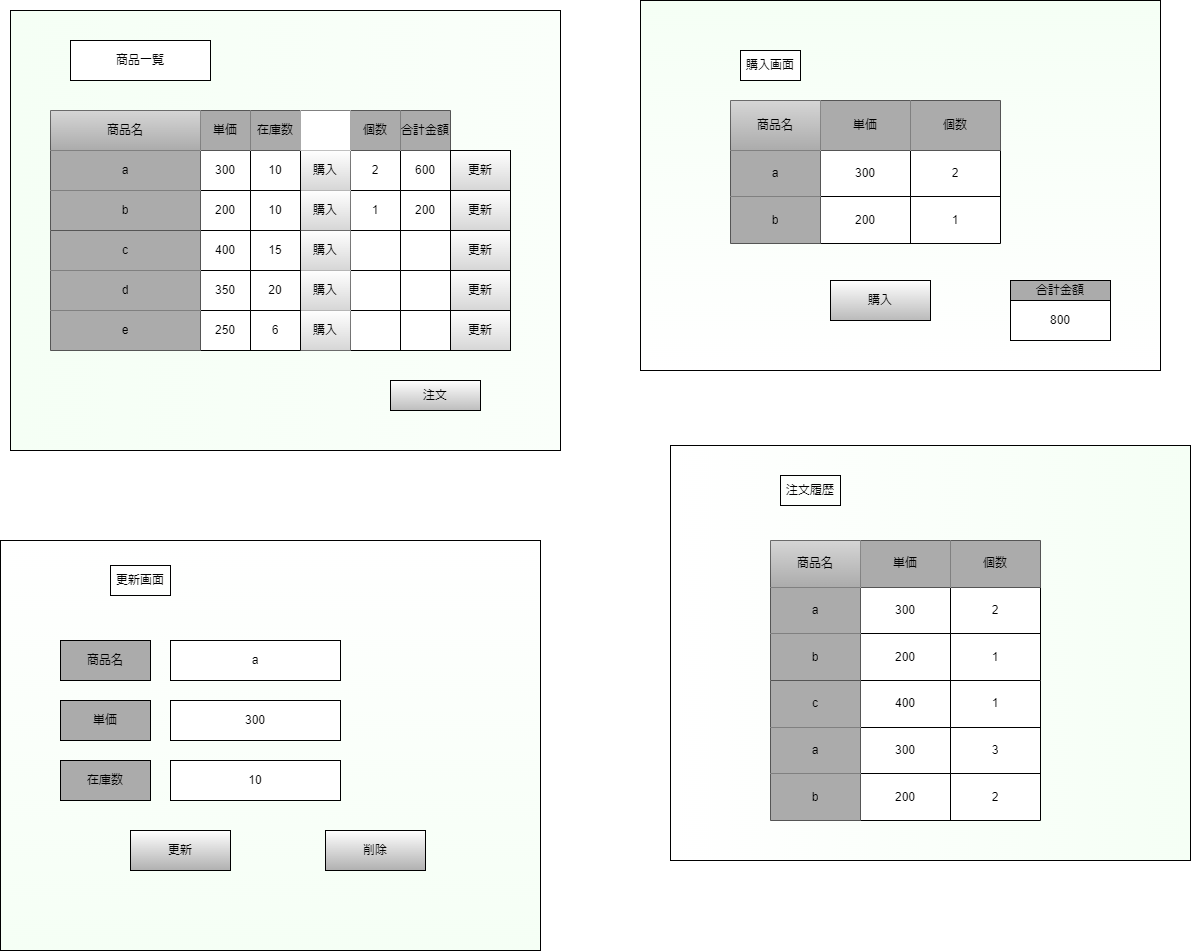 商品一覧
商品名 単価 在庫数 個数 合計金額
a 300 10 購入 2 600 更新
b 200 10 購入 1 200 更新
c 400 15 購入 更新
d 350 20 購入 更新
e 250 6 購入 更新
注文
購入画面
商品名 単価 個数
a 300 2
b 200 1
購入
合計金額
800
更新画面
商品名 a
単価 300
在庫数 10
更新 削除
注文履歴
商品名 単価 個数
a 300 2
b 200 1
c 400 1
a 300 3
b 200 2